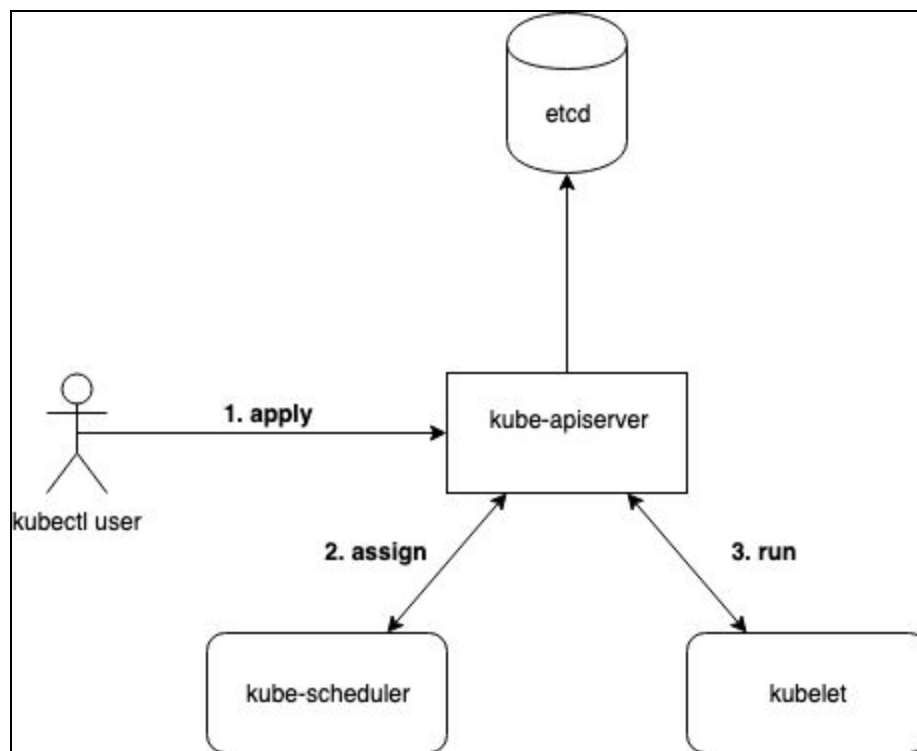 etcd
1. apply
kube-apiserver
kubectl user
2. assign
3. run
kube-scheduler
kubelet